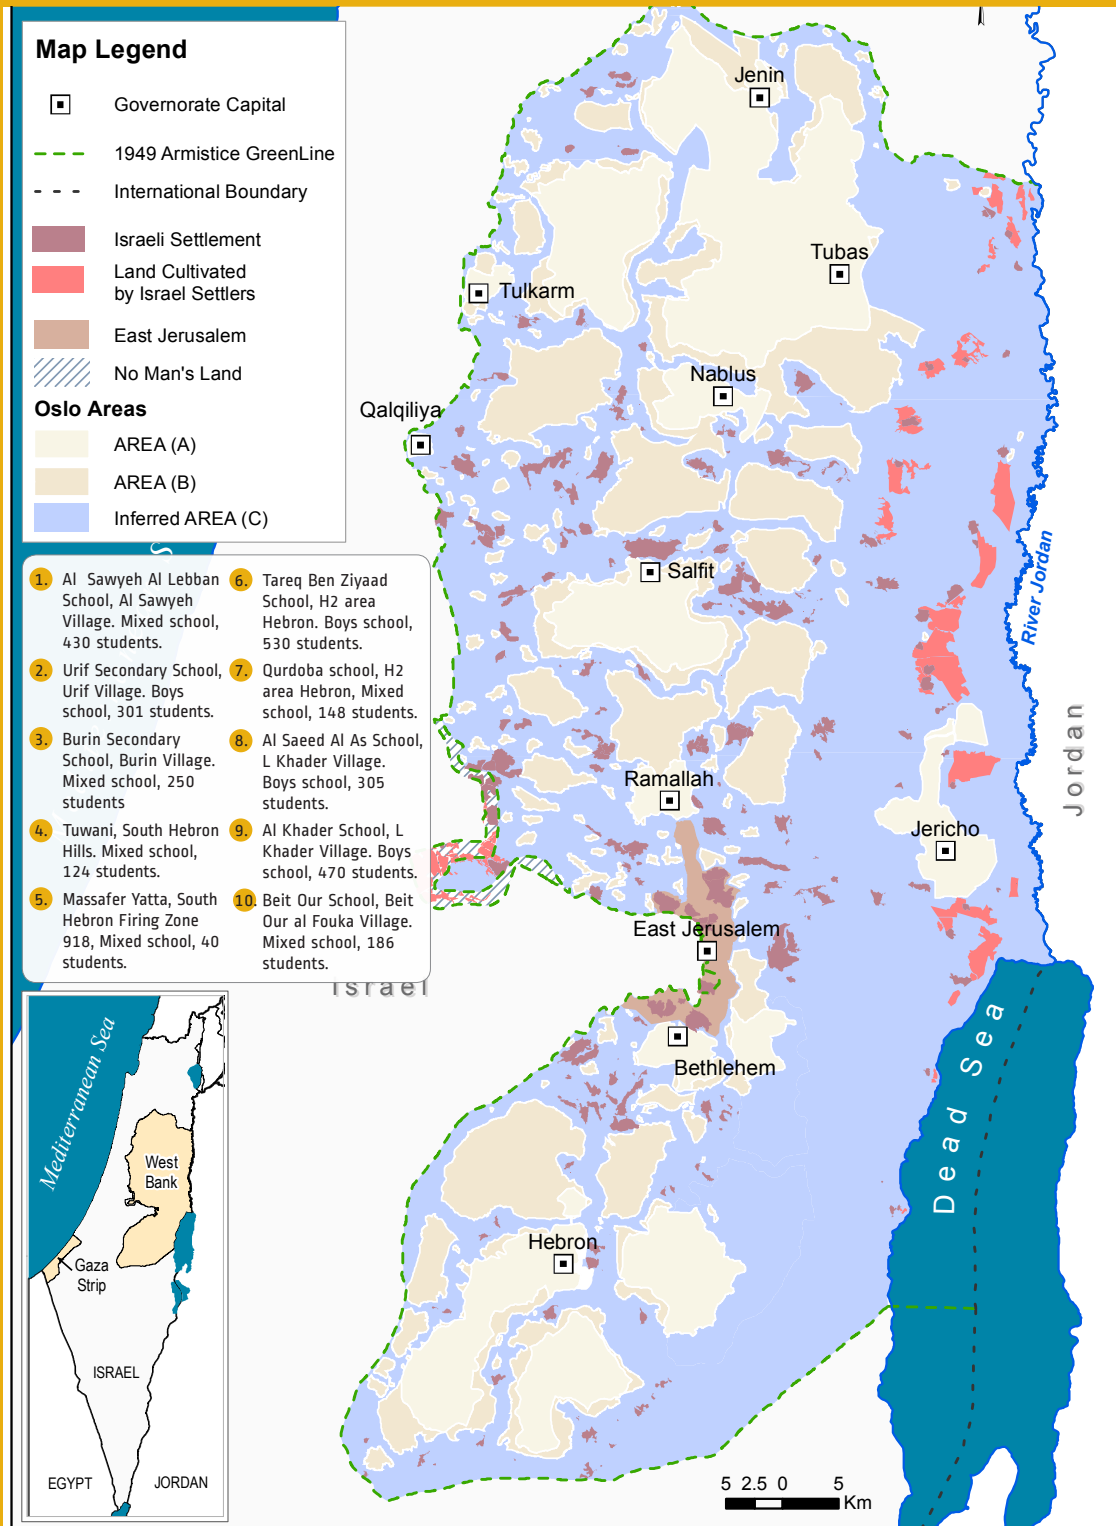 Map Legend
Governorate Capital
1949 Armistice GreenLine
International Boundary
Israeli Settlement
Land Cultivated
by Israel Settlers
East Jerusalem
No Man's Land
Oslo Areas
AREA (A)
AREA (B)
Inferred AREA (C)
S
1. Al Sawyeh Al Lebban
School, Al Sawyeh
Village. Mixed school,
430 students.
2. Urif Secondary School,
Urif Village. Boys
school, 301 students.
3. Burin Secondary
School, Burin Village.
Mixed school, 250
students
4. Tuwani, South Hebron
Hills. Mixed school,
124 students.
5. Massafer Yatta, South
Hebron Firing Zone
918, Mixed school, 40
students.
6. Tareq Ben Ziyaad
School, H2 area
Hebron. Boys school,
530 students.
7. Qurdoba school, H2
area Hebron, Mixed
school, 148 students.
8. Al Saeed Al As School,
L Khader Village.
Boys school, 305
students.
9. Al Khader School, L
Khader Village. Boys
school, 470 students.
10. Beit Our School, Beit
Our al Fouka Village.
Mixed school, 186
students.
Jenin
Tubas
Tulkarm
Nablus
Qalqiliya
Salfit
River Jordan
Jordan
Ramallah
Jericho
East Jerusalem
Israel
Bethlehem
Dead Sea
Hebron
Mediterranean Sea
West
Bank
Gaza
Strip
ISRAEL
EGYPT
JORDAN
5 2.5 0 5
Km